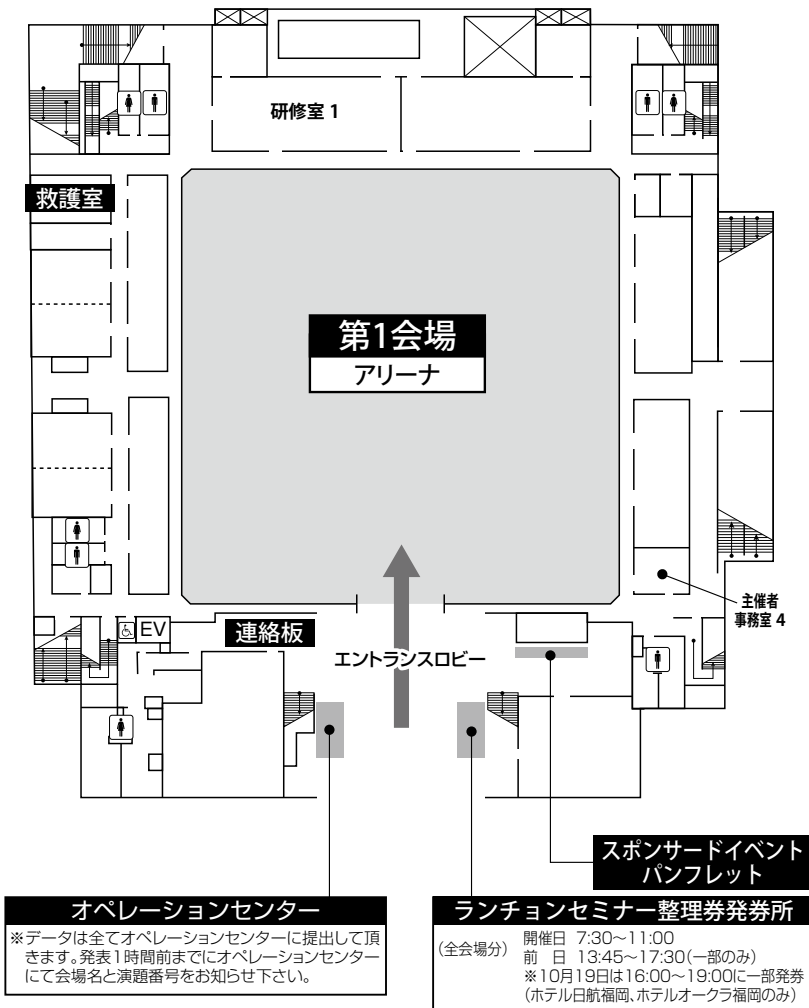 研修室 1
救護室
第1会場
アリーナ
主催者
事務室 4
EV
連絡板
エントランスロビー
スポンサードイベント
パンフレット
オペレーションセンター
※データは全てオペレーションセンターに提出して頂
きます。発表1時間前までにオペレーションセンター
にて会場名と演題番号をお知らせ下さい。
ランチョンセミナー整理券発券所
(全会場分)
開催日 7:30～11:00
前 日 13:45～17:30(一部のみ)
※10月19日は16:00～19:00に一部発券
(ホテル日航福岡、ホテルオークラ福岡のみ)